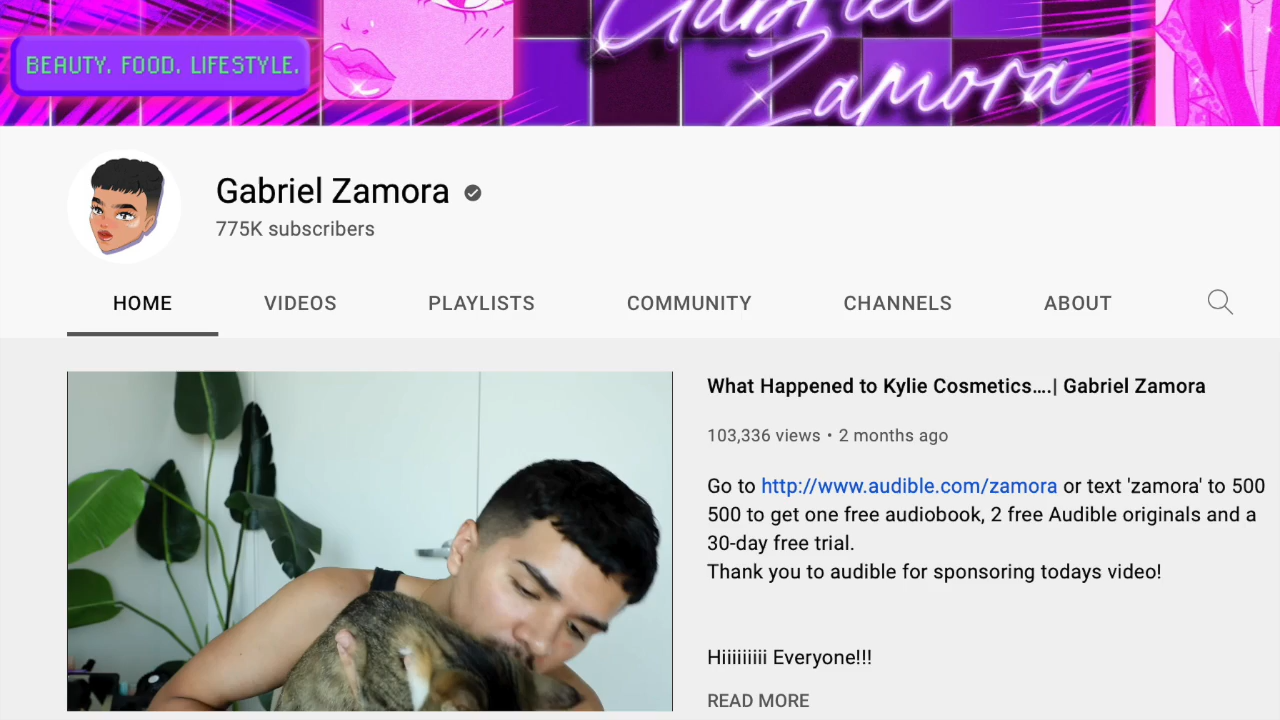 Gabriel
BEAUTY. FOOD. LIFESTYLE.
Zamora
Gabriel Zamora
775K subscribers
HOME VIDEOS PLAYLISTS COMMUNITY CHANNELS ABOUT
What Happened to Kylie Cosmetics....| Gabriel Zamora
103,336 views • 2 months ago
Go to http://www.audible.com/zamora or text 'zamora' to 500
500 to get one free audiobook, 2 free Audible originals and a
30-day free trial.
Thank you to audible for sponsoring todays video!
Hiiiiiiiii Everyone!!!
READ MORE